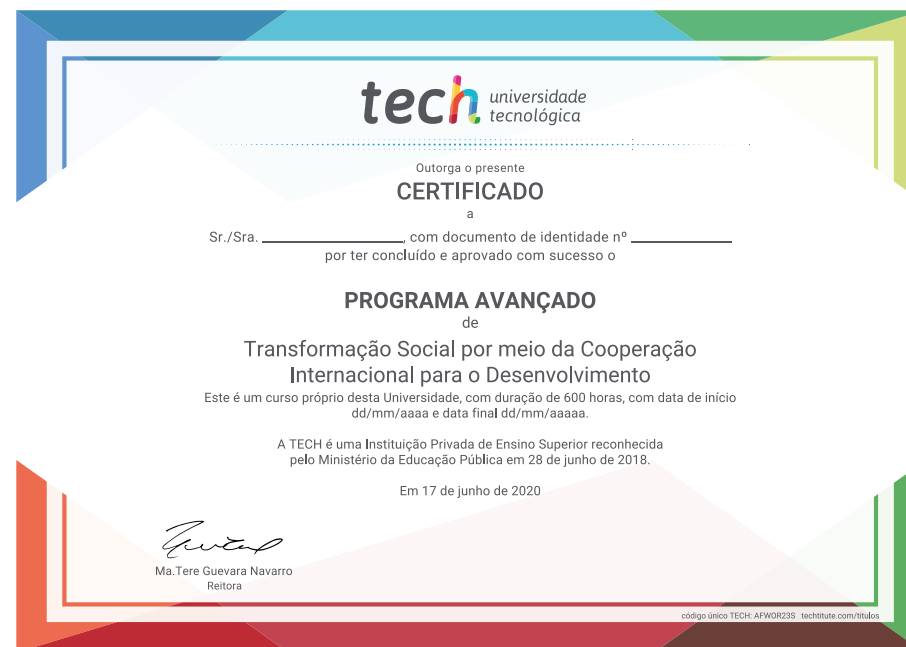 tech universidade
tecnológica
Outorga o presente
CERTIFICADO
a
Sr./Sra. ________________, com documento de identidade nº ____________
por ter concluído e aprovado com sucesso o
PROGRAMA AVANÇADO
de
Transformação Social por meio da Cooperação
Internacional para o Desenvolvimento
Este é um curso próprio desta Universidade, com duração de 600 horas, com data de início
dd/mm/aaaa e data final dd/mm/aaaaa.
A TECH é uma Instituição Privada de Ensino Superior reconhecida
pelo Ministério da Educação Pública em 28 de junho de 2018.
Em 17 de junho de 2020
Ma.Tere Guevara Navarro
Reitora
código único TECH: AFWOR23S techtitute.com/titulos